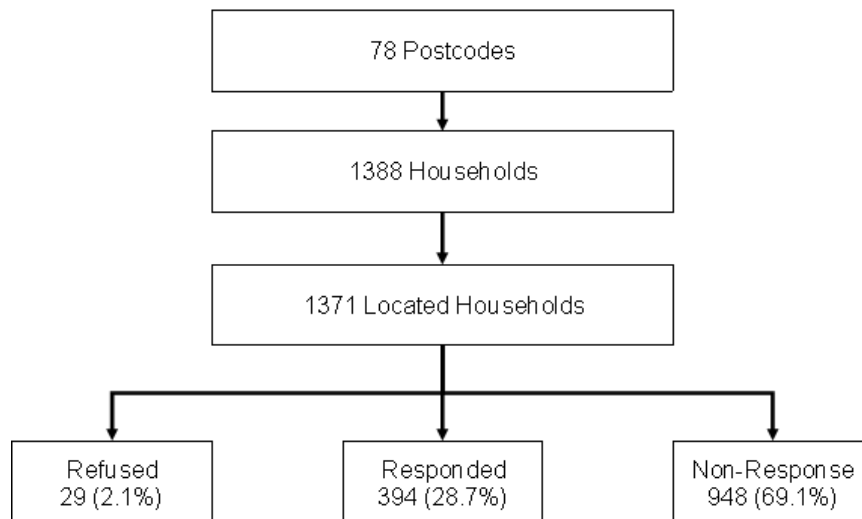 78 Postcodes
1388 Households
1371 Located Households
Refused
29 (2.1%)
Responded
394 (28.7%)
Non-Response
948 (69.1%)